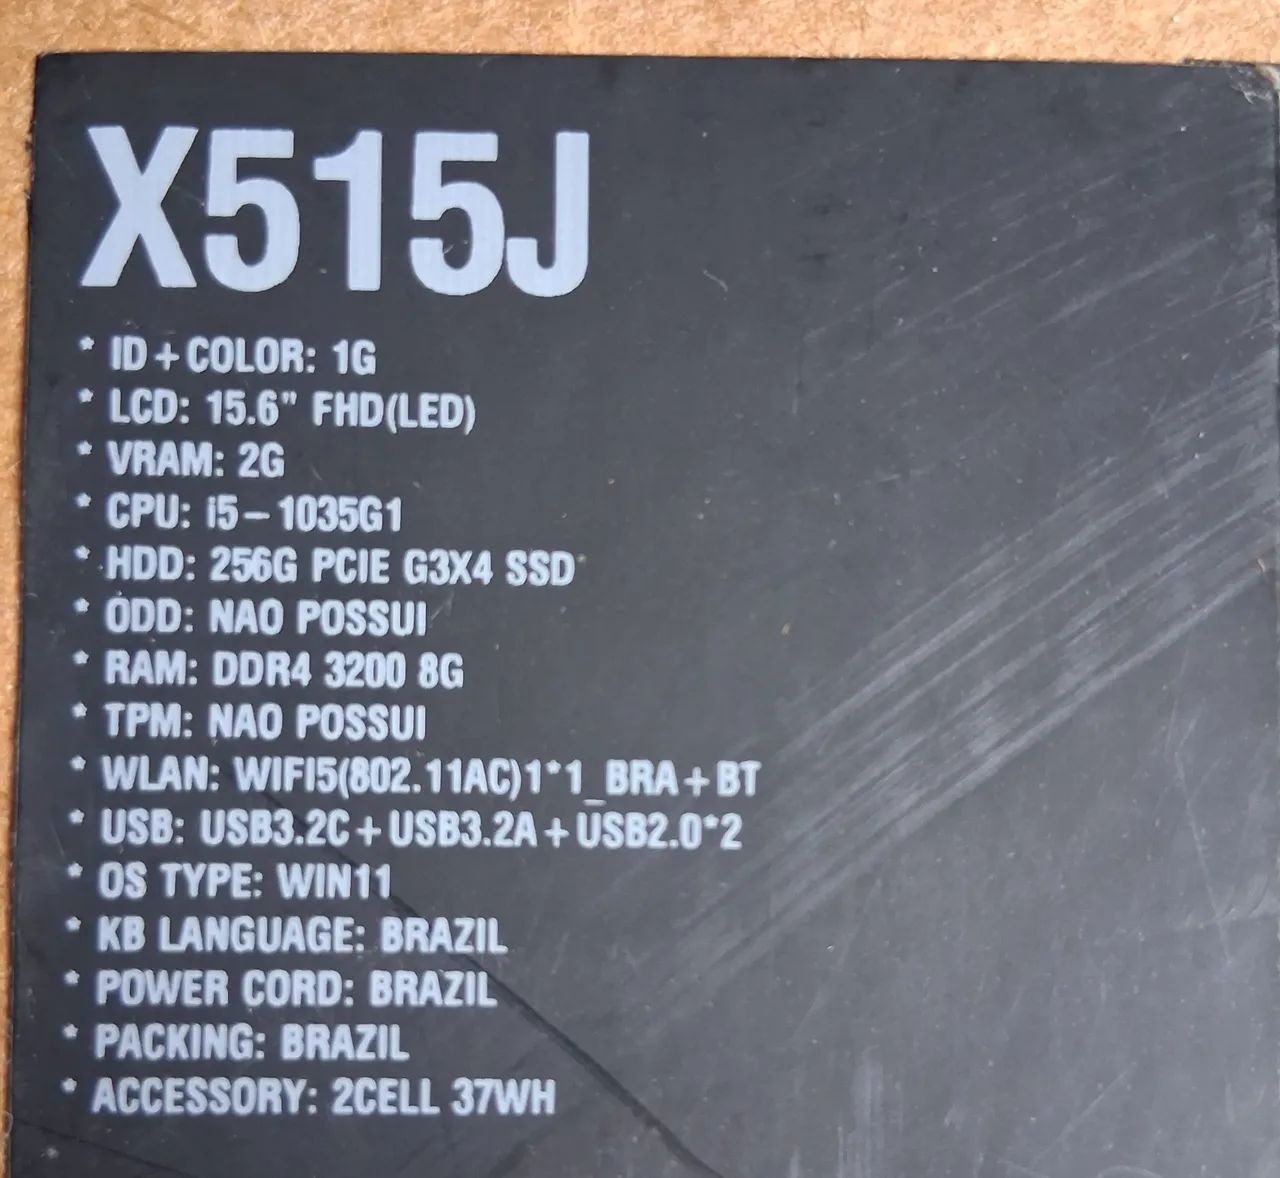 X515J
* ID+COLOR: 1G
* LCD: 15.6" FHD(LED)
* VRAM: 2G
* CPU: i5-1035G1
* HDD: 256G PCIE G3X4 SSD
* ODD: NAO POSSUI
* RAM: DDR4 3200 8G
* TPM: NAO POSSUI
* WLAN: WIFI5(802.11AC)1*1_BRA+BT
* USB: USB3.2C+USB3.2A+USB2.0*2
* OS TYPE: WIN11
* KB LANGUAGE: BRAZIL
* POWER CORD: BRAZIL
* PACKING: BRAZIL
* ACCESSORY: 2CELL 37WH